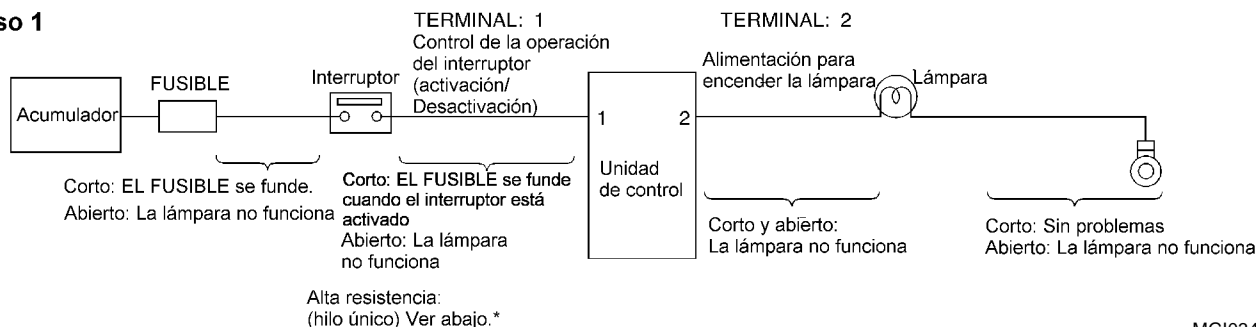 so 1
TERMINAL: 1
Control de la operación
del interruptor
(activación/
Desactivación)
TERMINAL: 2
Alimentación para
encender la lámpara
Lámpara
Acumulador
FUSIBLE
Interruptor
1
2
Unidad
de control
Corto: EL FUSIBLE se funde.
Abierto: La lámpara no funciona
Corto: EL FUSIBLE se funde
cuando el interruptor está
activado
Abierto: La lámpara
no funciona
Corto y abierto:
La lámpara no funciona
Corto: Sin problemas
Abierto: La lámpara no funciona
Alta resistencia:
(hilo único) Ver abajo.*